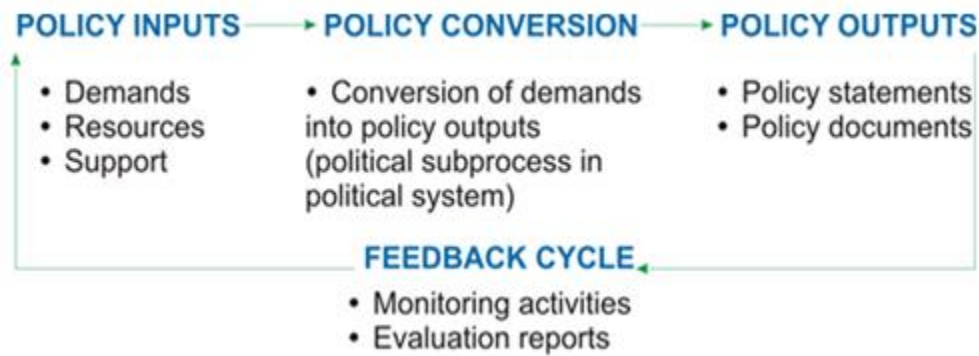 POLICY INPUTS POLICY CONVERSION POLICY OUTPUTS
• Demands
• Resources
• Support
• Conversion of demands
into policy outputs
(political subprocess in
political system)
• Policy statements
• Policy documents
FEEDBACK CYCLE
• Monitoring activities
• Evaluation reports